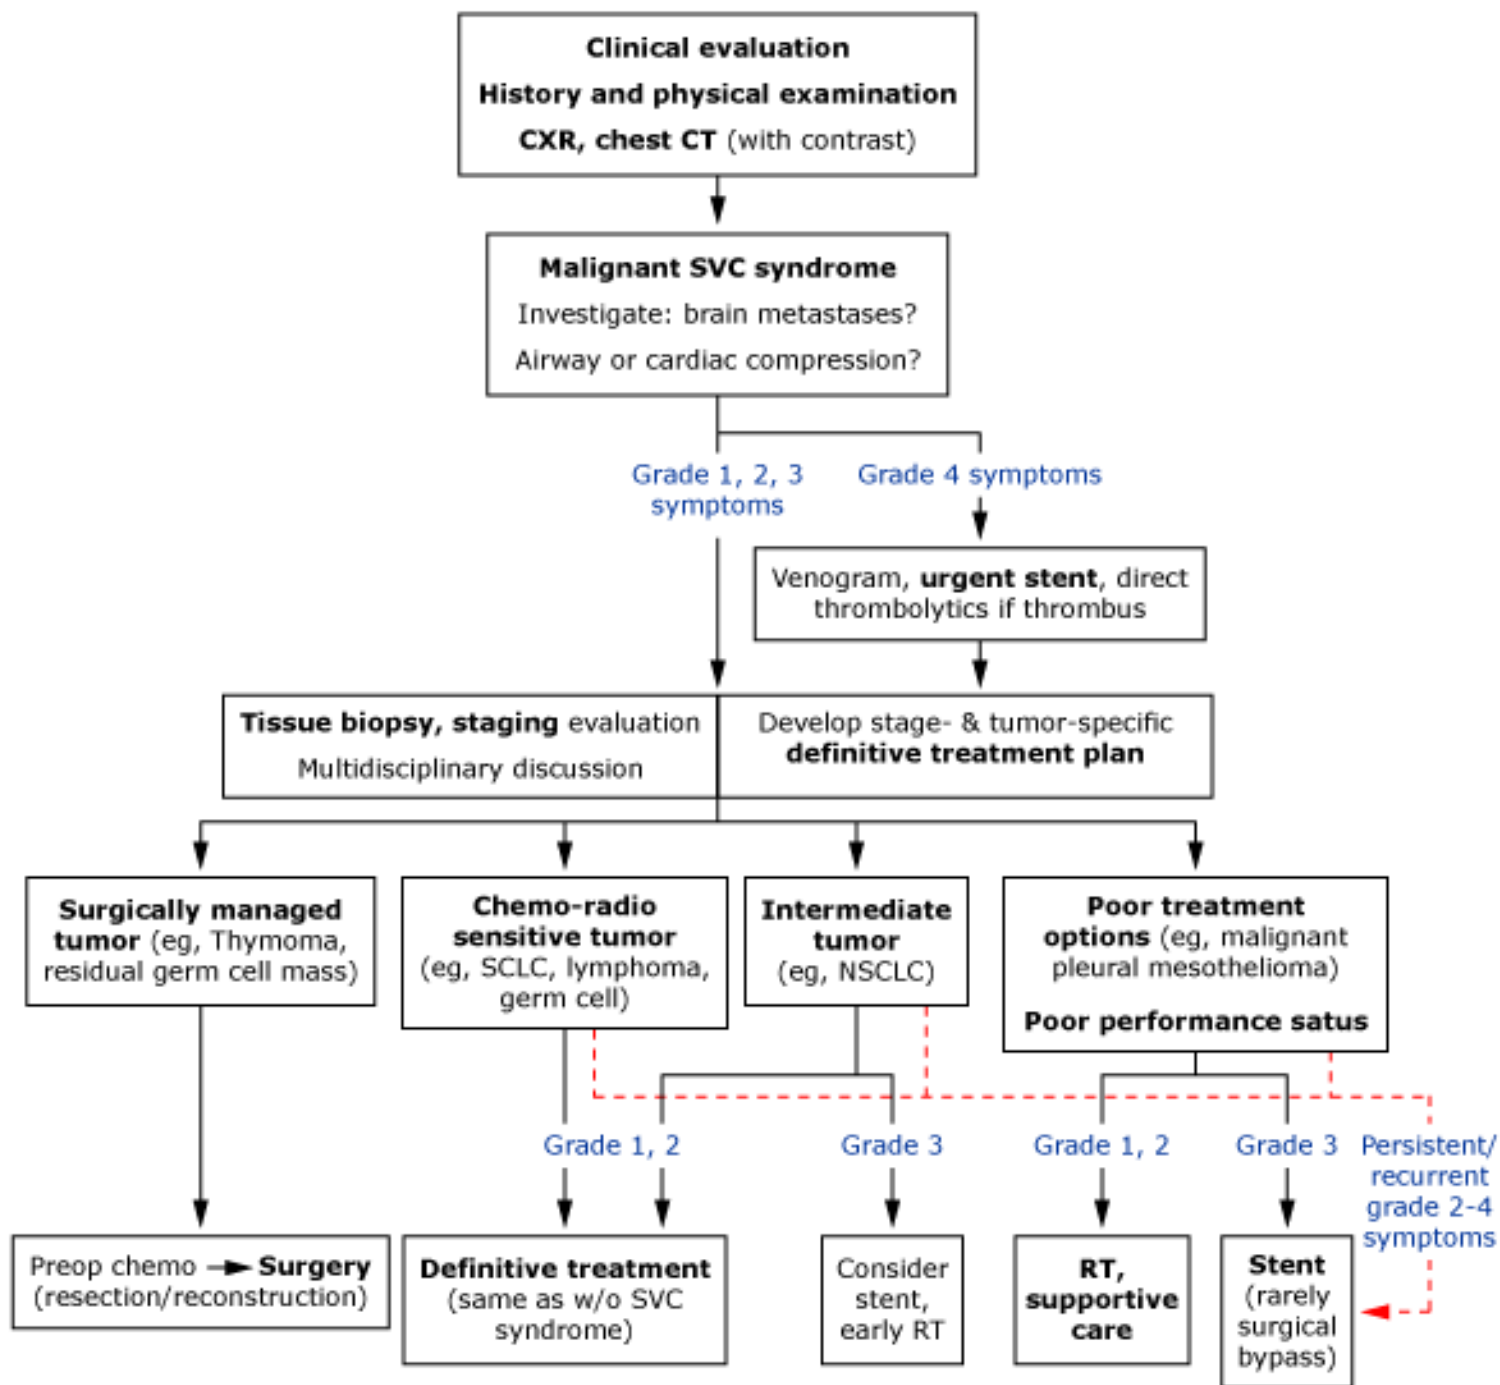 Clinical evaluation
History and physical examination
CXR, chest CT (with contrast)
Malignant SVC syndrome
Investigate: brain metastases?
Airway or cardiac compression?
Grade 1, 2, 3
symptoms
Grade 4 symptoms
Venogram, urgent stent, direct
thrombolytics if thrombus
Tissue biopsy, staging evaluation
Multidisciplinary discussion
Develop stage- & tumor-specific
definitive treatment plan
Surgically managed
tumor (eg, Thymoma,
residual germ cell mass)
Chemo-radio
sensitive tumor
(eg, SCLC, lymphoma,
germ cell)
Intermediate
tumor
(eg, NSCLC)
Poor treatment
options (eg, malignant
pleural mesothelioma)
Poor performance satus
Grade 1, 2
Grade 3
Grade 1, 2
Grade 3
Persistent/
recurrent
grade 2-4
symptoms
Preop chemo → Surgery
(resection/reconstruction)
Definitive treatment
(same as w/o SVC
syndrome)
Consider
stent,
early RT
RT,
supportive
care
Stent
(rarely
surgical
bypass)